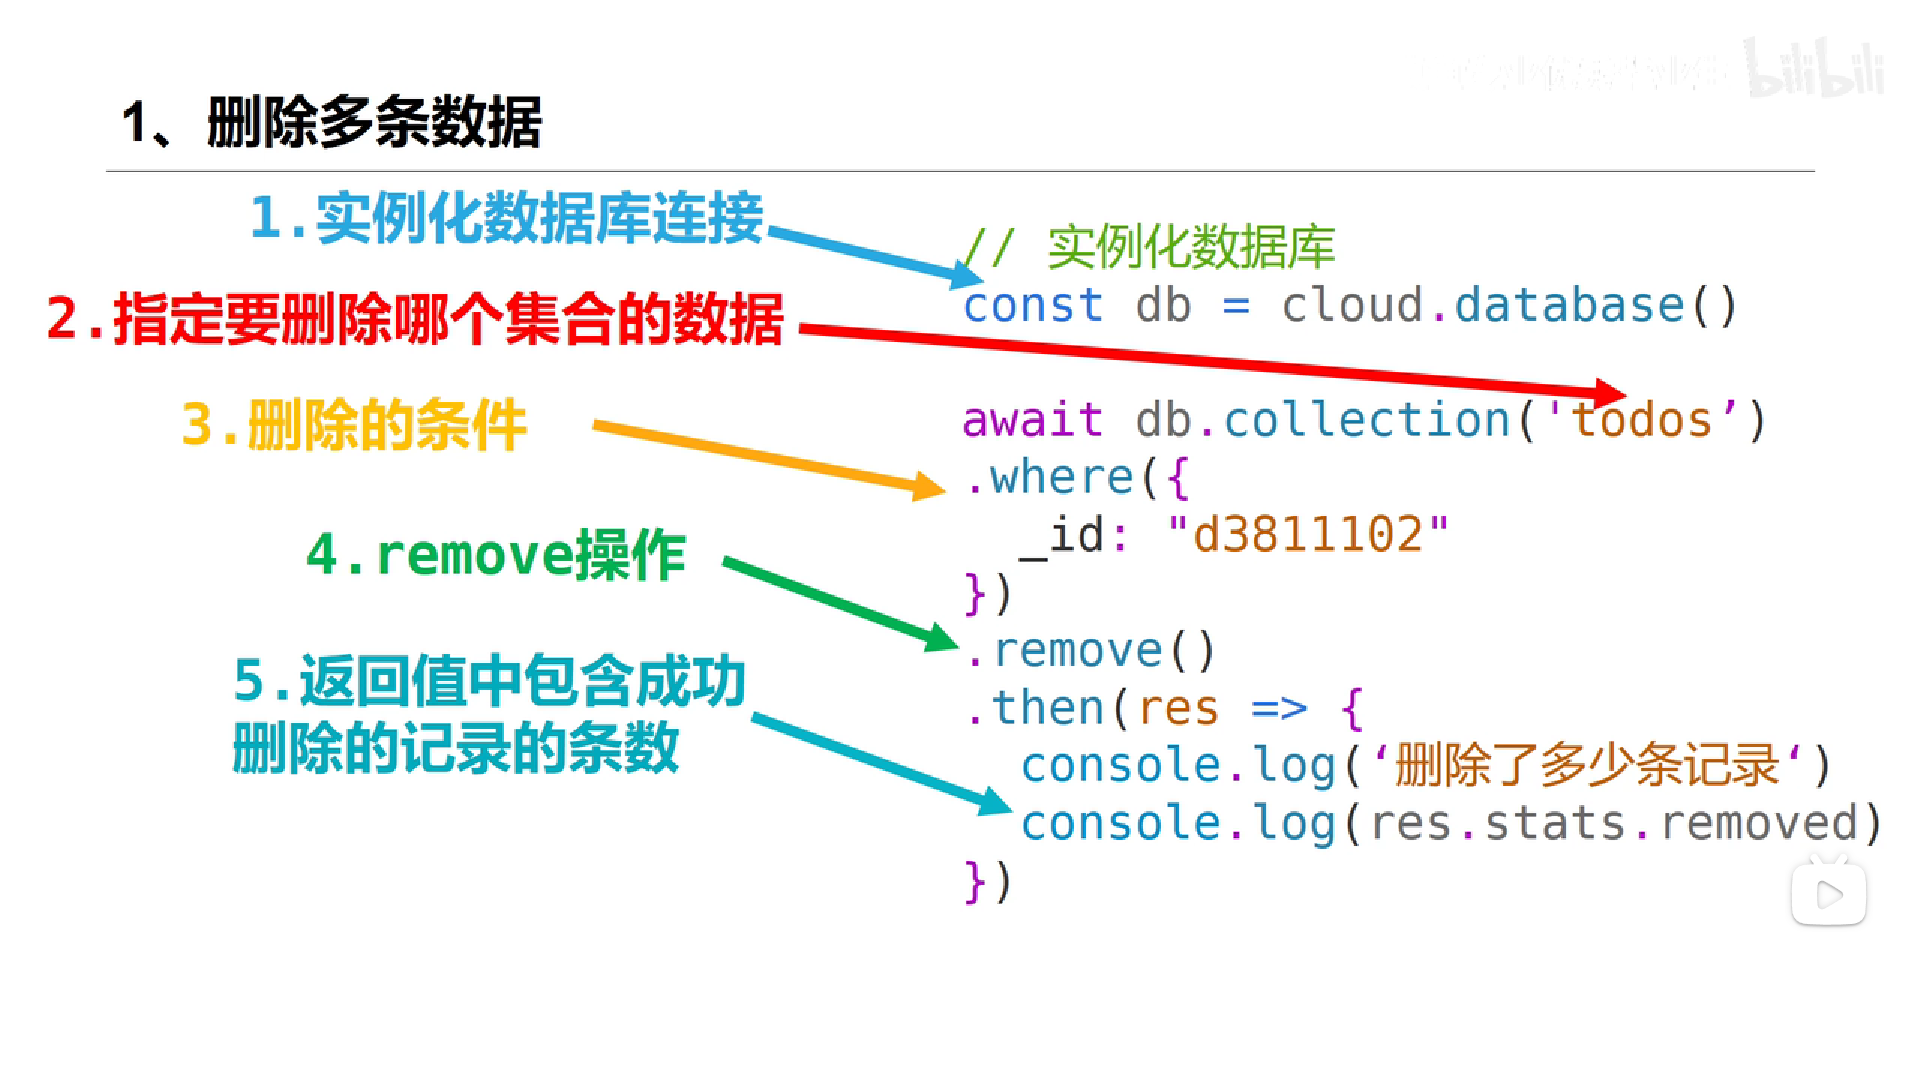 bilibili
1、删除多条数据
1.实例化数据库连接
2.指定要删除哪个集合的数据
3.删除的条件
4.remove操作
5.返回值中包含成功
删除的记录的条数
// 实例化数据库
const db = cloud.database()
await db.collection('todos’)
.where({
_id: "d3811102"
})
.remove()
.then(res => {
console.log(‘删除了多少条记录‘)
console.log(res.stats.removed)
})